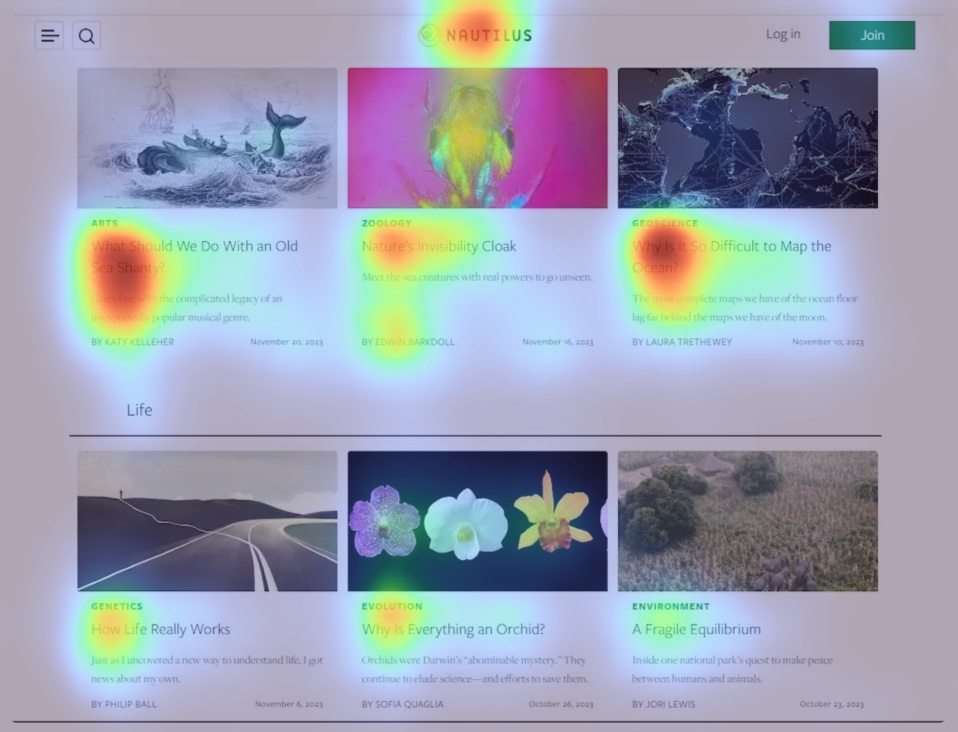 NAUTILUS
Log in
Join
ARTS
ZOOLOGY
GEOSCIENCE
What Should We Do With an Old
Sea Shanty?
Nature's Invisibility Cloak
Why Is It So Difficult to Map the
Ocean?
Grappling with the complicated legacy of an
unexpectedly popular musical genre.
Meet the sea creatures with real powers to go unseen.
The most complete maps we have of the ocean floor
lag far behind the maps we have of the moon.
BY KATY KELLEHER
November 20, 2023
BY EDWIN BARKDOLL
November 16, 2023
BY LAURA TRETHEWEY
November 10, 2023
Life
GENETICS
EVOLUTION
ENVIRONMENT
How Life Really Works
Why Is Everything an Orchid?
A Fragile Equilibrium
Just as I uncovered a new way to understand life, I got
news about my own.
Orchids were Darwin's “abominable mystery.” They
continue to elude science—and efforts to save them.
Inside one national park's quest to make peace
between humans and animals.
BY PHILIP BALL
November 6, 2023
BY SOFIA QUAGLIA
October 26, 2023
BY JORI LEWIS
October 23, 2023